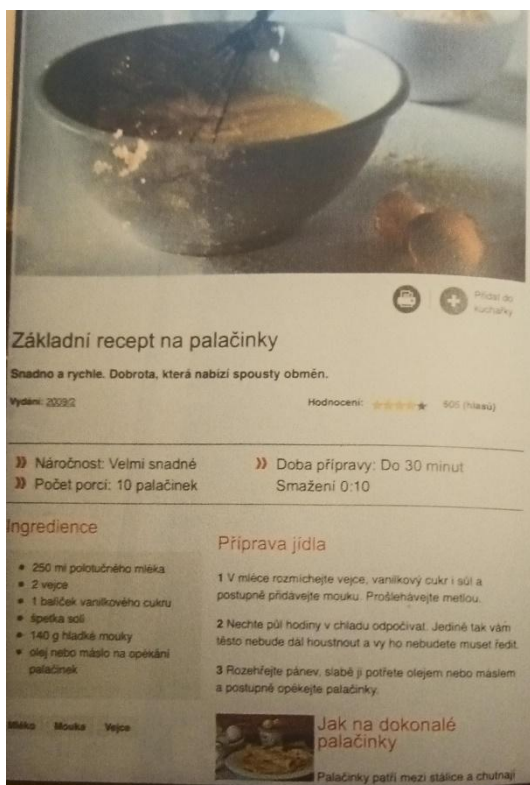 Přidat do
kuchařky
Základní recept na palačinky
Snadno a rychle. Dobrota, která nabízí spousty obměn.
Vydání: 2009/2
Hodnocení: 605 (hlasů)
Náročnost: Velmi snadné
Počet porcí: 10 palačinek
Doba přípravy: Do 30 minut
Smažení 0:10
Ingredience
250 ml polotučného mléka
2 vejce
1 balíček vanilkového cukru
špetka soli
140 g hladké mouky
olej nebo máslo na opékání
palačinek
Mléko Mouka Vejce
Příprava jídla
1 V mléce rozmíchejte vejce, vanilkový cukr i sůl a
postupně přidávejte mouku. Prošlehávejte metlou.
2 Nechte půl hodiny v chladu odpočívat. Jedině tak vám
těsto nebude dál houstnout a vy ho nebudete muset ředit.
3 Rozehřejte pánev, slabě ji potřete olejem nebo máslem
a postupně opékejte palačinky.
Jak na dokonalé
palačinky
Palačinky patří mezi stálice a chutnají